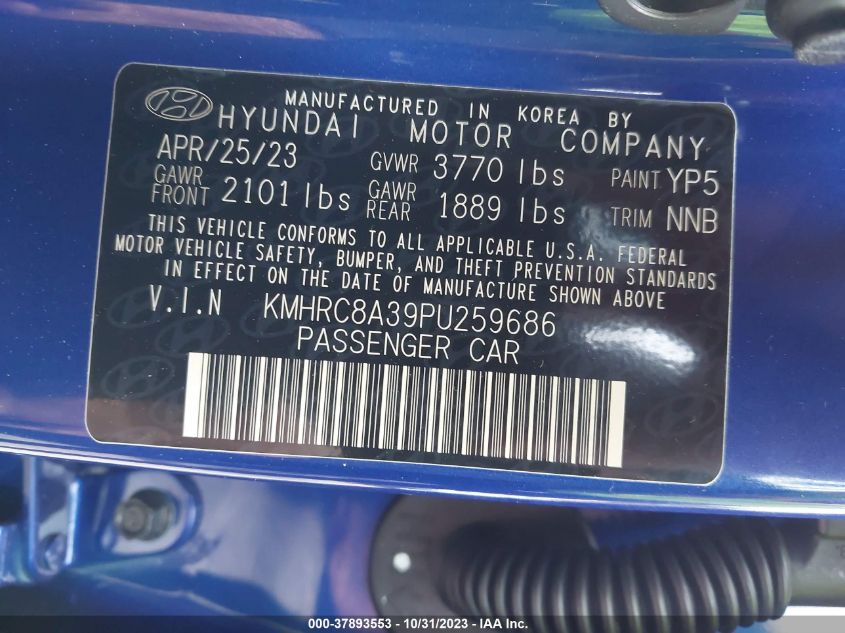 MANUFACTURED IN KOREA BY
HYUNDAI MOTOR COMPANY
APR/25/23 GVWR 3770 lbs PAINT YP5
GAWR FRONT 2101 lbs GAWR REAR 1889 lbs TRIM NNB
THIS VEHICLE CONFORMS TO ALL APPLICABLE U.S.A. FEDERAL
MOTOR VEHICLE SAFETY, BUMPER, AND THEFT PREVENTION STANDARDS
IN EFFECT ON THE DATE OF MANUFACTURE SHOWN ABOVE
V.I.N KMHRC8A39PU259686
PASSENGER CAR
000-37893553 - 10/31/2023 - IAA Inc.